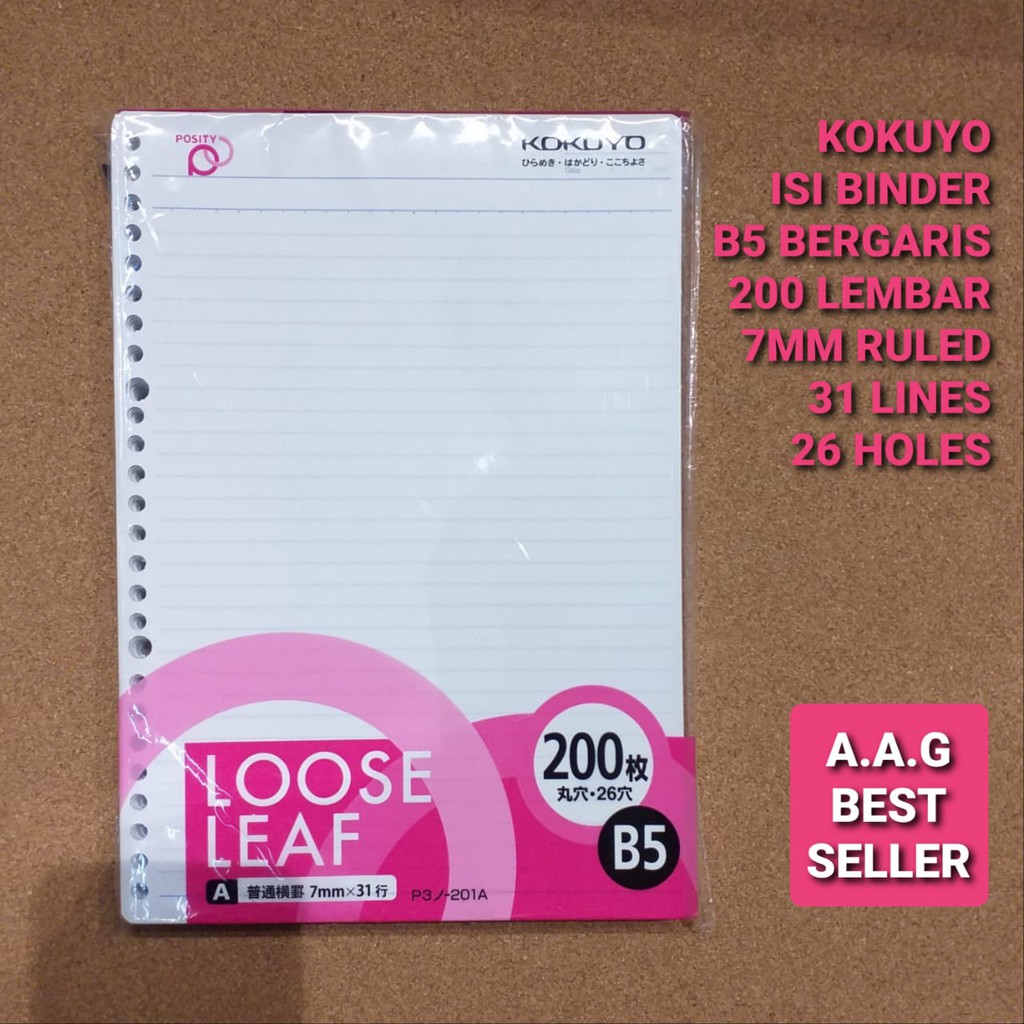 POSITY
KOKUYO
ひらめき・はかどり・ここちよさ
KOKUYO
ISI BINDER
B5 BERGARIS
200 LEMBAR
7MM RULED
31 LINES
26 HOLES
200枚
丸穴・26穴
B5
LOOSE
LEAF
A 普通横罫 7mm×31行
P3ノ-201A
A.A.G
BEST
SELLER